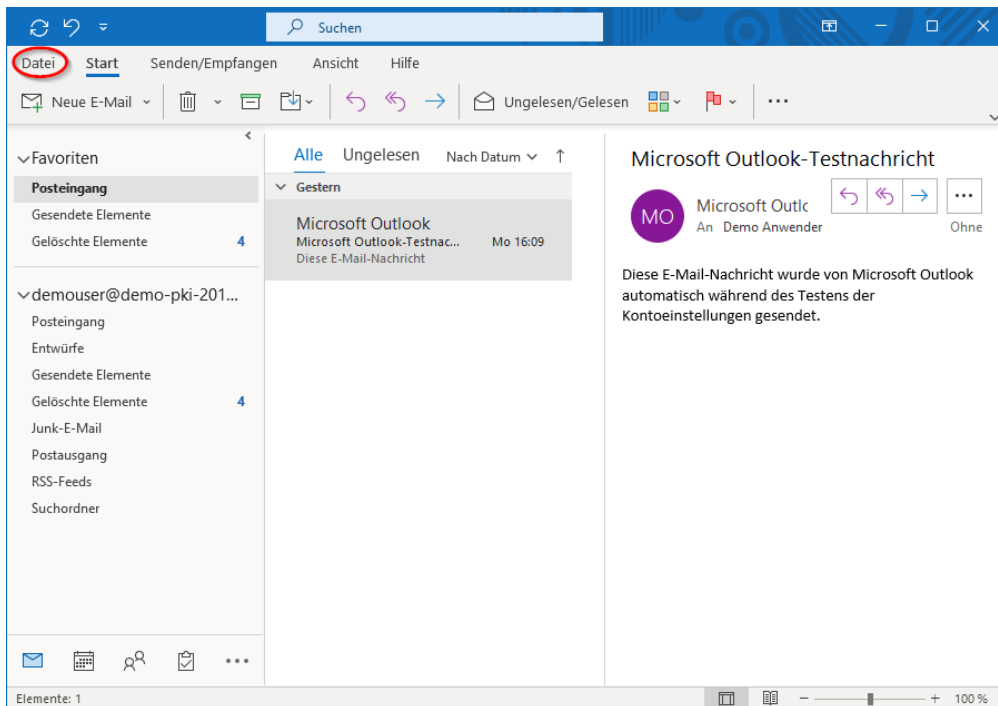 Suchen
Datei Start Senden/Empfangen Ansicht Hilfe
Neue E-Mail Ungelesen/Gelesen
Favoriten
Posteingang
Gesendete Elemente
Gelöschte Elemente 4
demouser@demo-pki-201...
Posteingang
Entwürfe
Gesendete Elemente
Gelöschte Elemente 4
Junk-E-Mail
Postausgang
RSS-Feeds
Suchordner
Alle Ungelesen Nach Datum
Gestern
Microsoft Outlook
Microsoft Outlook-Testnac... Mo 16:09
Diese E-Mail-Nachricht
Microsoft Outlook-Testnachricht
MO
Microsoft Outlc
An Demo Anwender
Ohne
Diese E-Mail-Nachricht wurde von Microsoft Outlook
automatisch während des Testens der
Kontoeinstellungen gesendet.
Elemente: 1
100 %